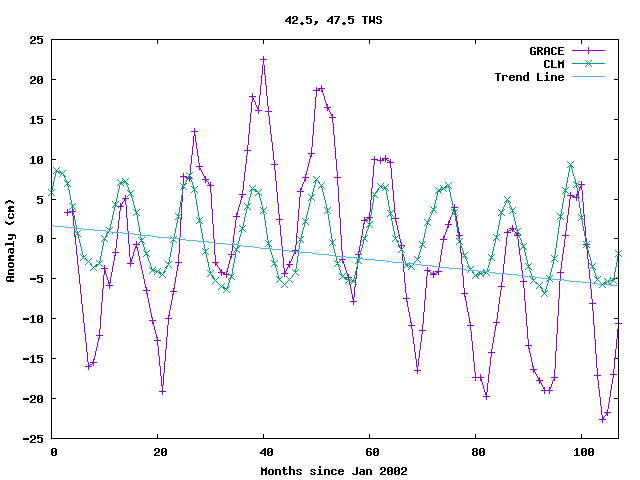 42.5, 47.5 TWS
GRACE
CLM
Trend Line
Anomaly (cm)
25
20
15
10
5
0
-5
-10
-15
-20
-25
0 20 40 60 80 100
Months since Jan 2002